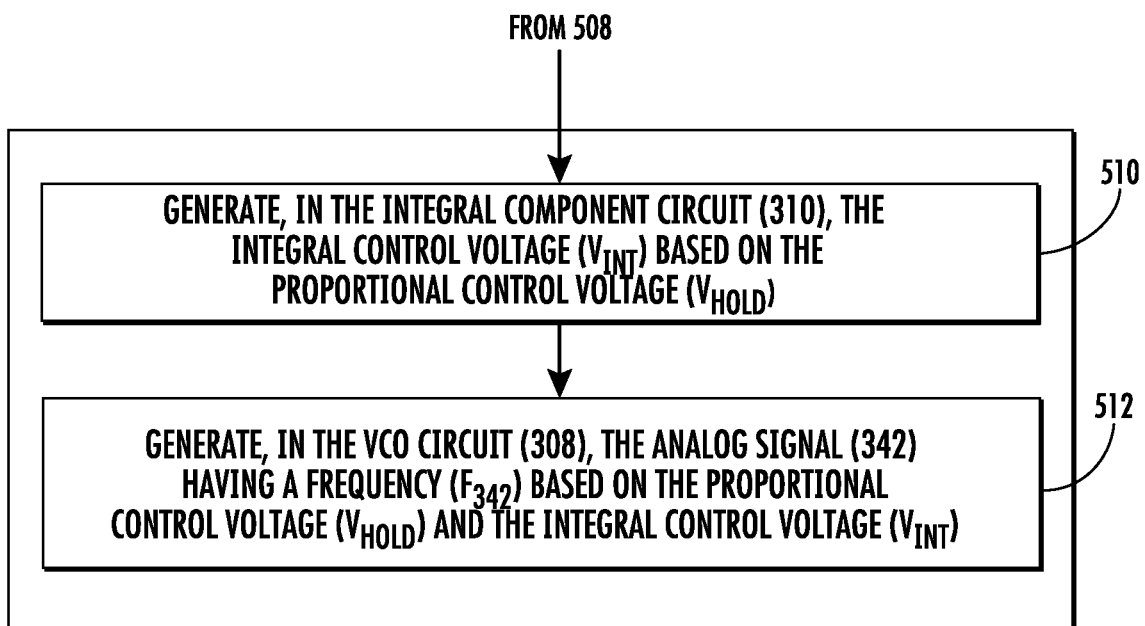 FROM 508
510
GENERATE, IN THE INTEGRAL COMPONENT CIRCUIT (310), THE
INTEGRAL CONTROL VOLTAGE (VINT) BASED ON THE
PROPORTIONAL CONTROL VOLTAGE (VHOLD)
512
GENERATE, IN THE VCO CIRCUIT (308), THE ANALOG SIGNAL (342)
HAVING A FREQUENCY (F342) BASED ON THE PROPORTIONAL
CONTROL VOLTAGE (VHOLD) AND THE INTEGRAL CONTROL VOLTAGE (VINT)